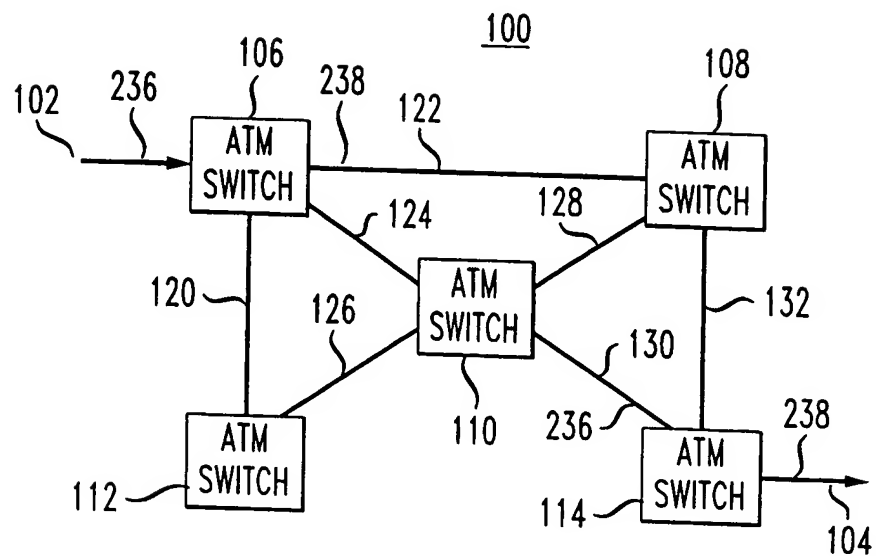 100
106
108
236
238
122
102
ATM
SWITCH
ATM
SWITCH
128
124
120
ATM
SWITCH
132
126
130
110
236
238
ATM
SWITCH
112
ATM
SWITCH
114
104